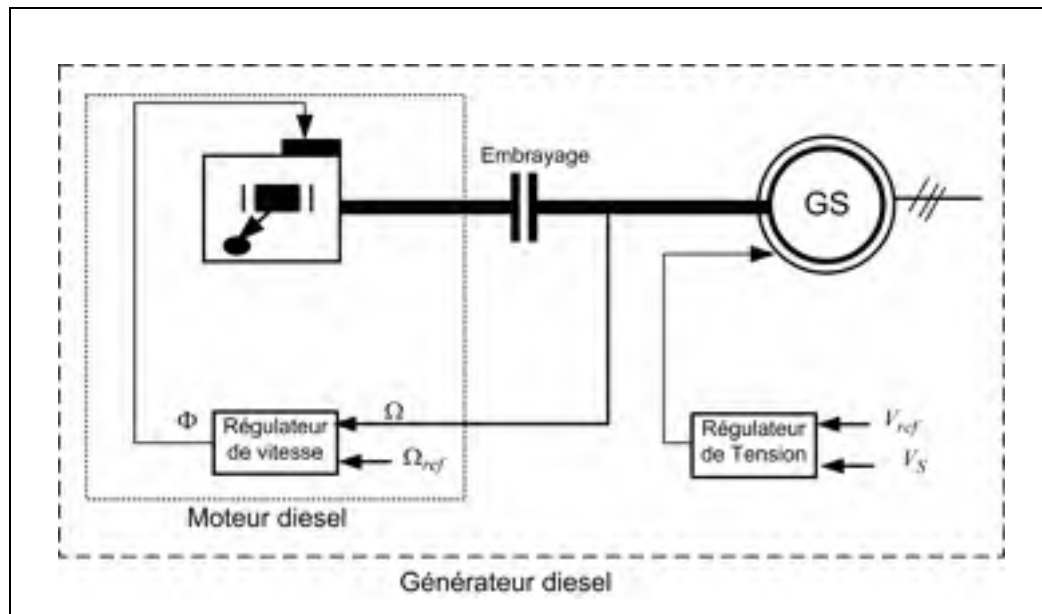 Embrayage
GS
Φ
Régulateur
de vitesse
Ω
Ω_ref
Régulateur
de Tension
V_ref
V_S
Moteur diesel
Générateur diesel